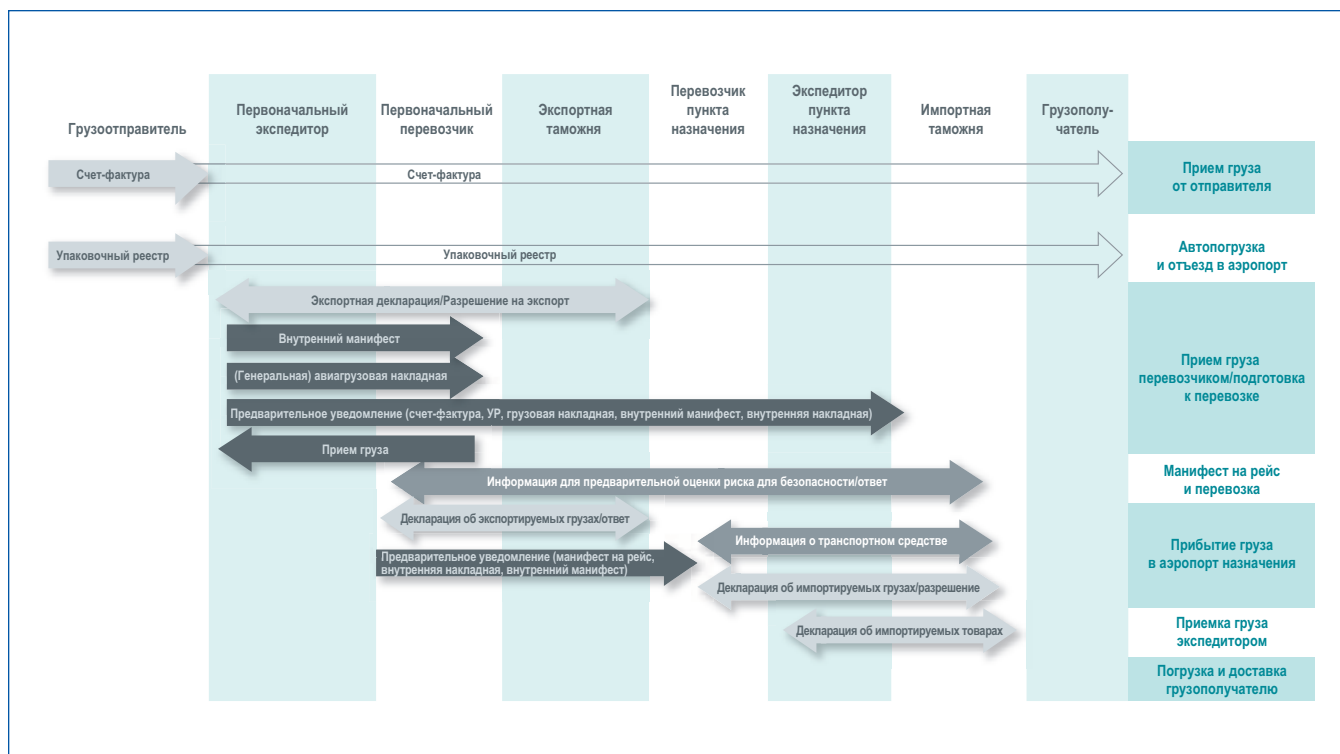 Грузоотправитель
Первоначальный
экспедитор
Первоначальный
перевозчик
Экспортная
таможня
Перевозчик
пункта
назначения
Экспедитор
пункта
назначения
Импортная
таможня
Грузополу-
чатель
Счет-фактура
Счет-фактура
Прием груза
от отправителя
Упаковочный реестр
Упаковочный реестр
Автопогрузка
и отъезд в аэропорт
Экспортная декларация/Разрешение на экспорт
Внутренний манифест
(Генеральная) авиагрузовая накладная
Предварительное уведомление (счет-фактура, УР, грузовая накладная, внутренний манифест, внутренняя накладная)
Прием груза
Прием груза
перевозчиком/подготовка
к перевозке
Информация для предварительной оценки риска для безопасности/ответ
Манифест на рейс
и перевозка
Декларация об экспортируемых грузах/ответ
Информация о транспортном средстве
Предварительное уведомление (манифест на рейс,
внутренняя накладная, внутренний манифест)
Прибытие груза
в аэропорт назначения
Декларация об импортируемых грузах/разрешение
Декларация об импортируемых товарах
Приемка груза
экспедитором
Погрузка и доставка
грузополучателю